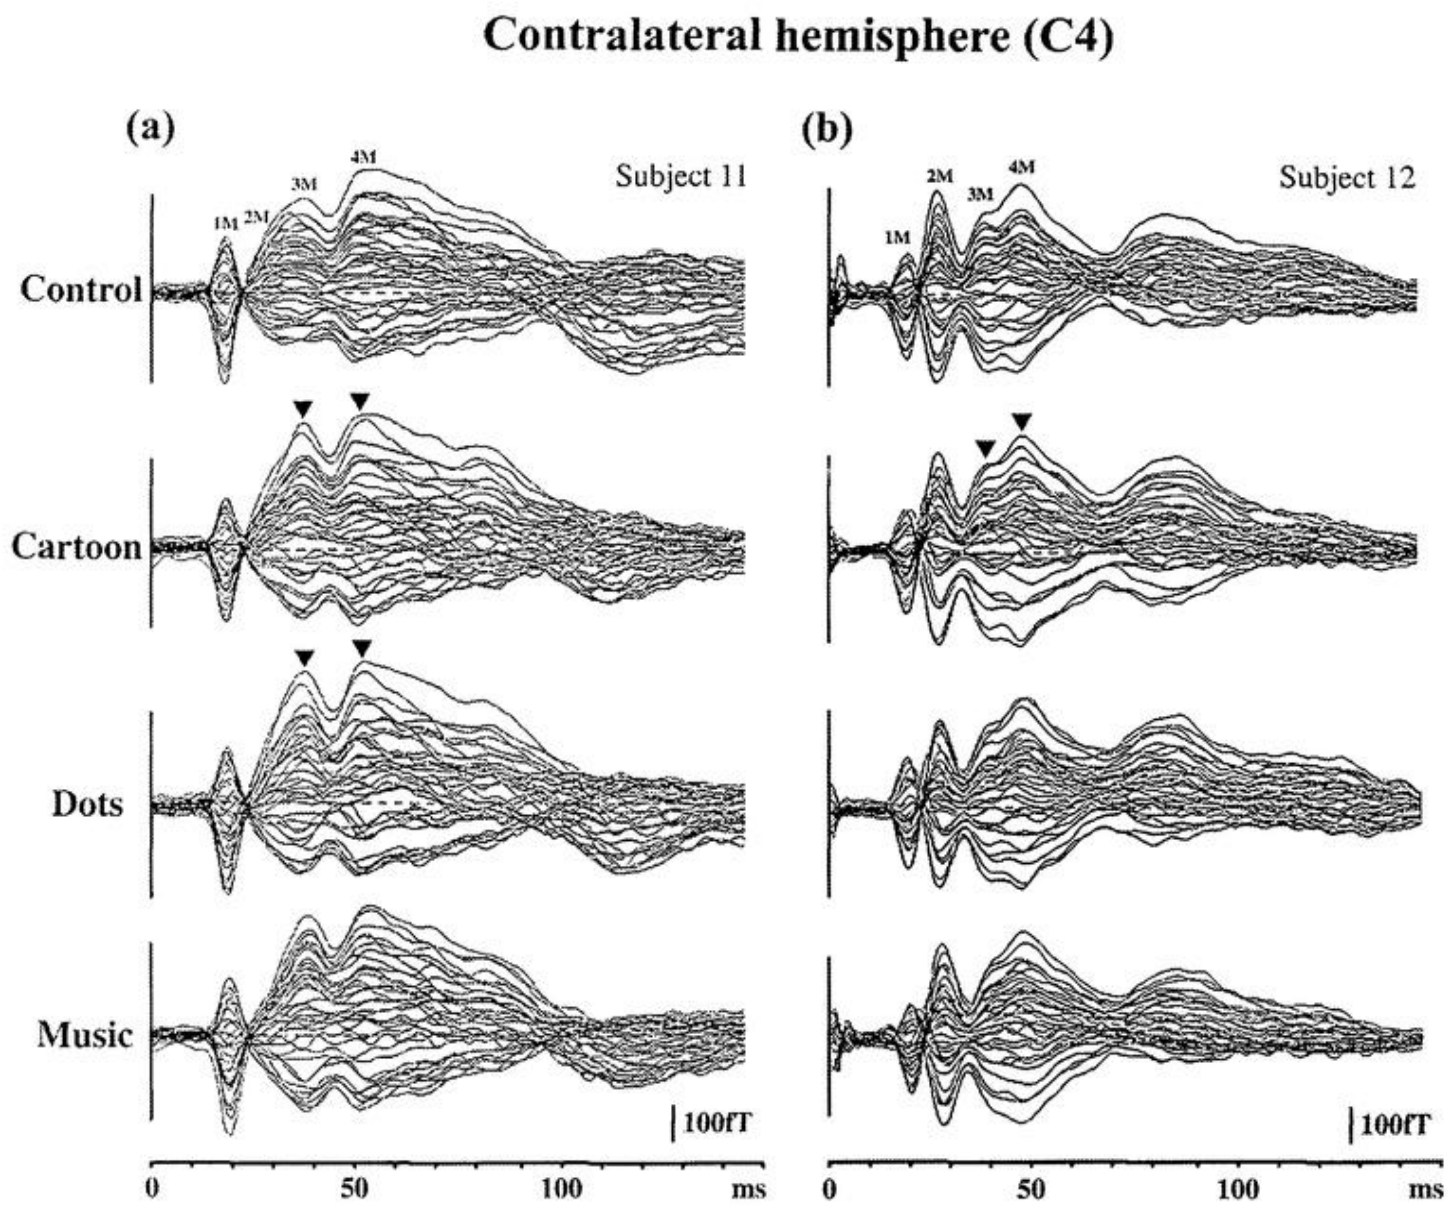 Contralateral hemisphere (C4)
(a)
(b)
Subject 11
Subject 12
1M
2M
3M
4M
1M
2M
3M
4M
Control
Cartoon
Dots
Music
100fT
100fT
0 50 100 ms
0 50 100 ms